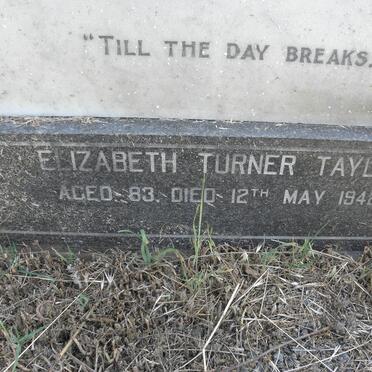 "TILL THE DAY BREAKS.
ELIZABETH TURNER
AGED 83. DIED 12TH MAY